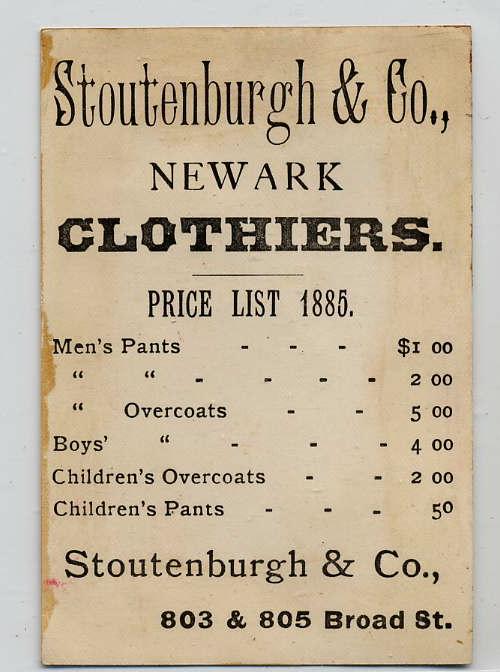 Stoutenburgh & Co.,
NEWARK
CLOTHIERS.
PRICE LIST 1885.
Men's Pants - - - $1 00
“ “ - - - - 2 00
“ Overcoats - - 5 00
Boys' “ - - - 4 00
Children's Overcoats - - 2 00
Children's Pants - - - 50
Stoutenburgh & Co.,
803 & 805 Broad St.